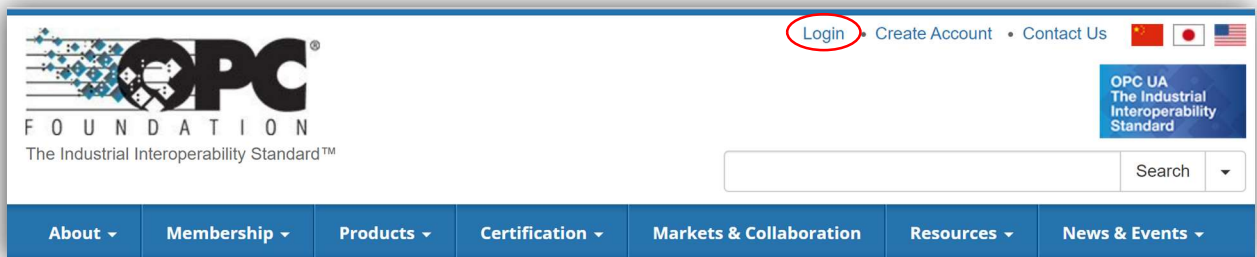 Login • Create Account • Contact Us
OPC®
FOUNDATION
The Industrial Interoperability Standard™
OPC UA
The Industrial
Interoperability
Standard
Search
About Membership Products Certification Markets & Collaboration Resources News & Events